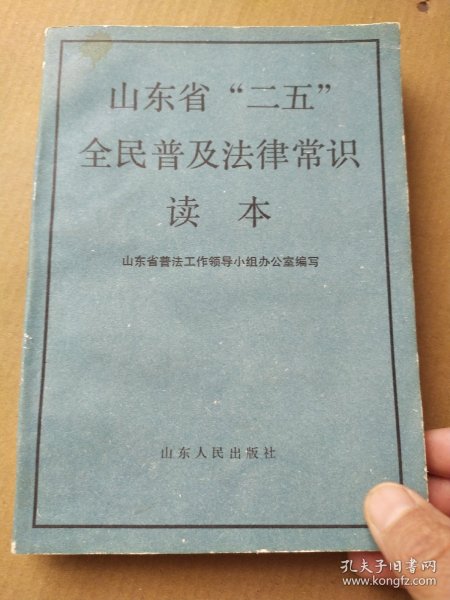 山东省“二五”
全民普及法律常识
读本
山东省普法工作领导小组办公室编写
山东人民出版社
孔夫子旧书网
www.kongfz.com